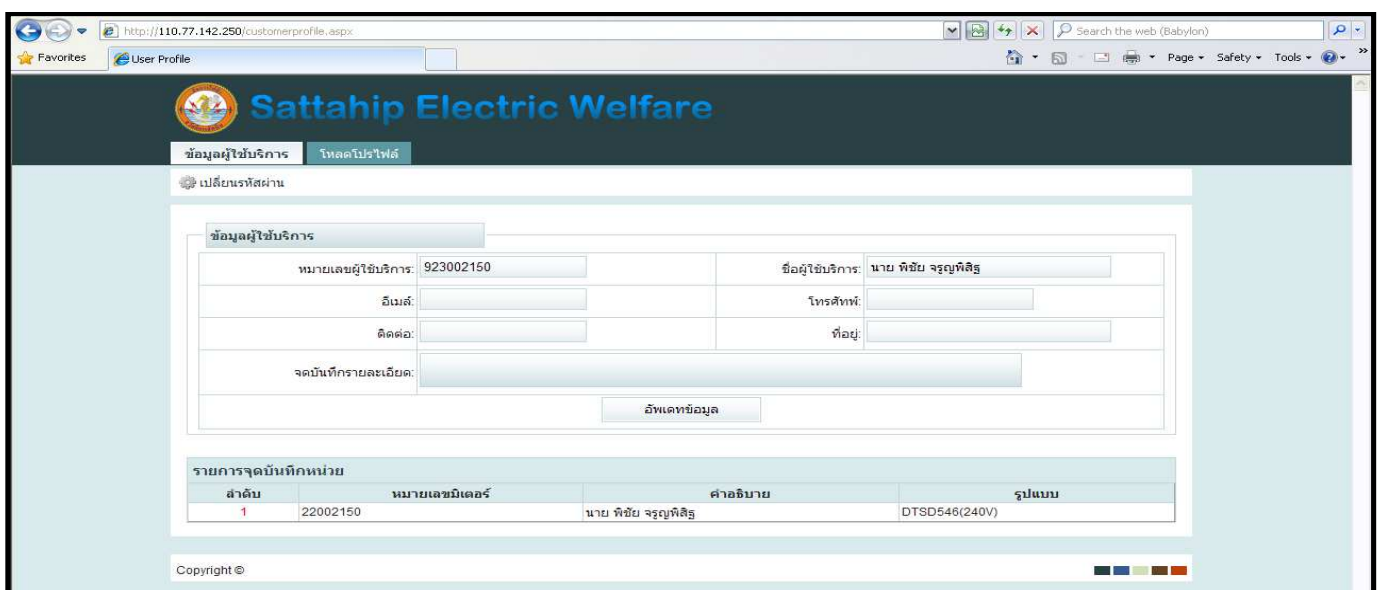 http://110.77.142.250/customerprofile.aspx
Search the web (Babylon)
Favorites
User Profile
Page Safety Tools
Sattahip Electric Welfare
ข้อมูลผู้ใช้บริการ โหลดโปรไฟล์
เปลี่ยนรหัสผ่าน
ข้อมูลผู้ใช้บริการ
หมายเลขผู้ใช้บริการ: 923002150 ชื่อผู้ใช้บริการ: นาย พิชัย จรูญพิสิฐ
อีเมล์: โทรศัพท์:
ติดต่อ: ที่อยู่:
จดบันทึกรายละเอียด:
อัพเดทข้อมูล
รายการจุดบันทึกหน่วย
ลำดับ หมายเลขมิเตอร์ คำอธิบาย รูปแบบ
1 22002150 นาย พิชัย จรูญพิสิฐ DTSD546(240V)
Copyright ©